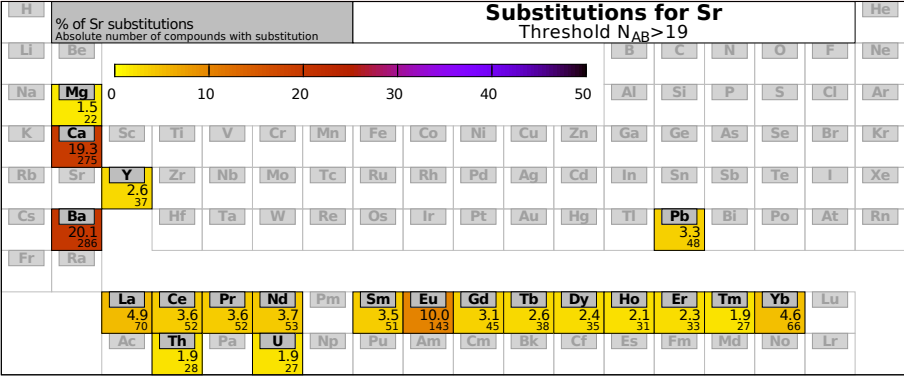 H
% of Sr substitutions
Absolute number of compounds with substitution
Substitutions for Sr
Threshold N_AB>19
He
Li Be B C N O F Ne
0 10 20 30 40 50
Na Mg Al Si P S Cl Ar
1.5
22
K Ca Sc Ti V Cr Mn Fe Co Ni Cu Zn Ga Ge As Se Br Kr
19.3
275
Rb Sr Y Zr Nb Mo Tc Ru Rh Pd Ag Cd In Sn Sb Te I Xe
2.6
37
Cs Ba Hf Ta W Re Os Ir Pt Au Hg Tl Pb Bi Po At Rn
20.1 3.3
286 48
Fr Ra
La Ce Pr Nd Pm Sm Eu Gd Tb Dy Ho Er Tm Yb Lu
4.9 3.6 3.6 3.7 3.5 10.0 3.1 2.6 2.4 2.1 2.3 1.9 4.6
70 52 52 53 51 143 45 38 35 31 33 27 66
Ac Th Pa U Np Pu Am Cm Bk Cf Es Fm Md No Lr
1.9 1.9
28 27